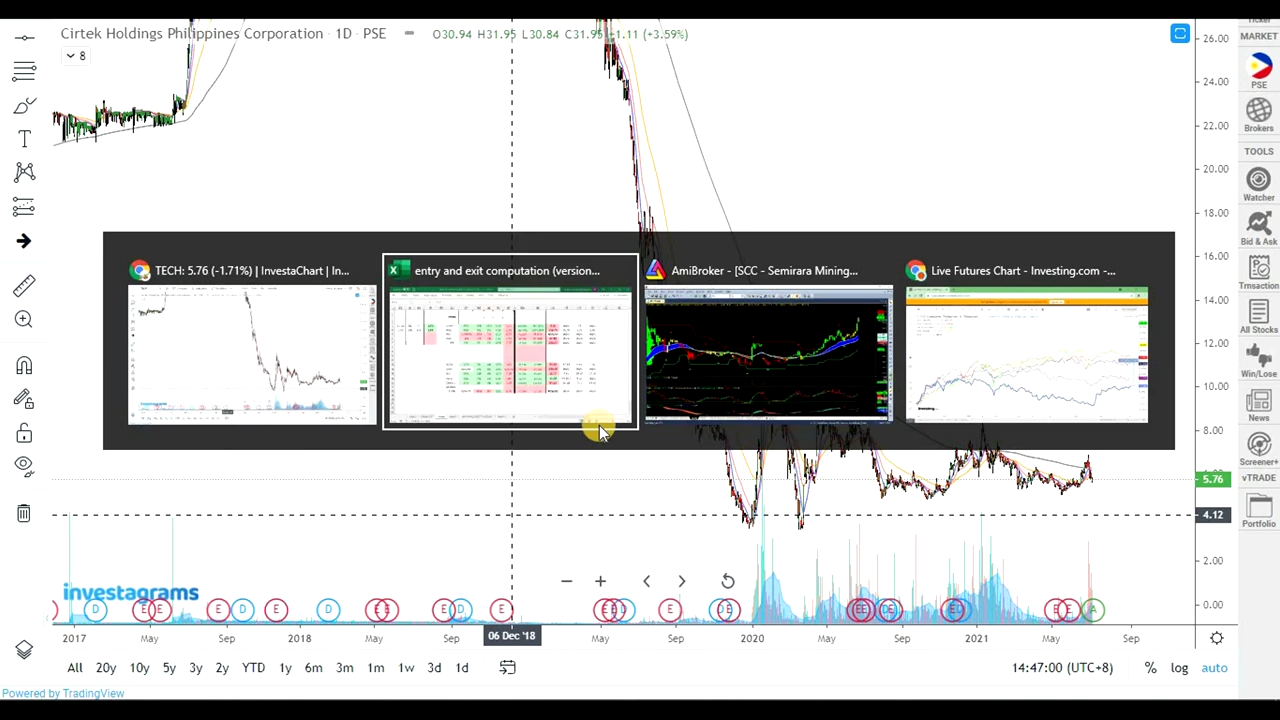 Cirtek Holdings Philippines Corporation · 1D · PSE
O30.94 H31.95 L30.84 C31.95 +1.11 (+3.59%)
8
26.00
24.00
22.00
20.00
18.00
16.00
14.00
12.00
10.00
8.00
5.76
4.12
2.00
0.00
MARKET
PSE
Brokers
TOOLS
Watcher
Bid & Ask
Trnsaction
All Stocks
Win/Lose
News
Screener+
vTRADE
Portfolio
TECH: 5.76 (-1.71%) | InvestaChart | In...
entry and exit computation (version...
AmiBroker - [SCC - Semirara Mining...
Live Futures Chart - Investing.com -...
investagrams
D E E E D E D E E E D E E E D E D E E E D E E D E E A
2017 May Sep 2018 May Sep 06 Dec '18 May Sep 2020 May Sep 2021 May Sep
All 20y 10y 5y 3y 2y YTD 1y 6m 3m 1m 1w 3d 1d
14:47:00 (UTC+8) % log auto
Powered by TradingView